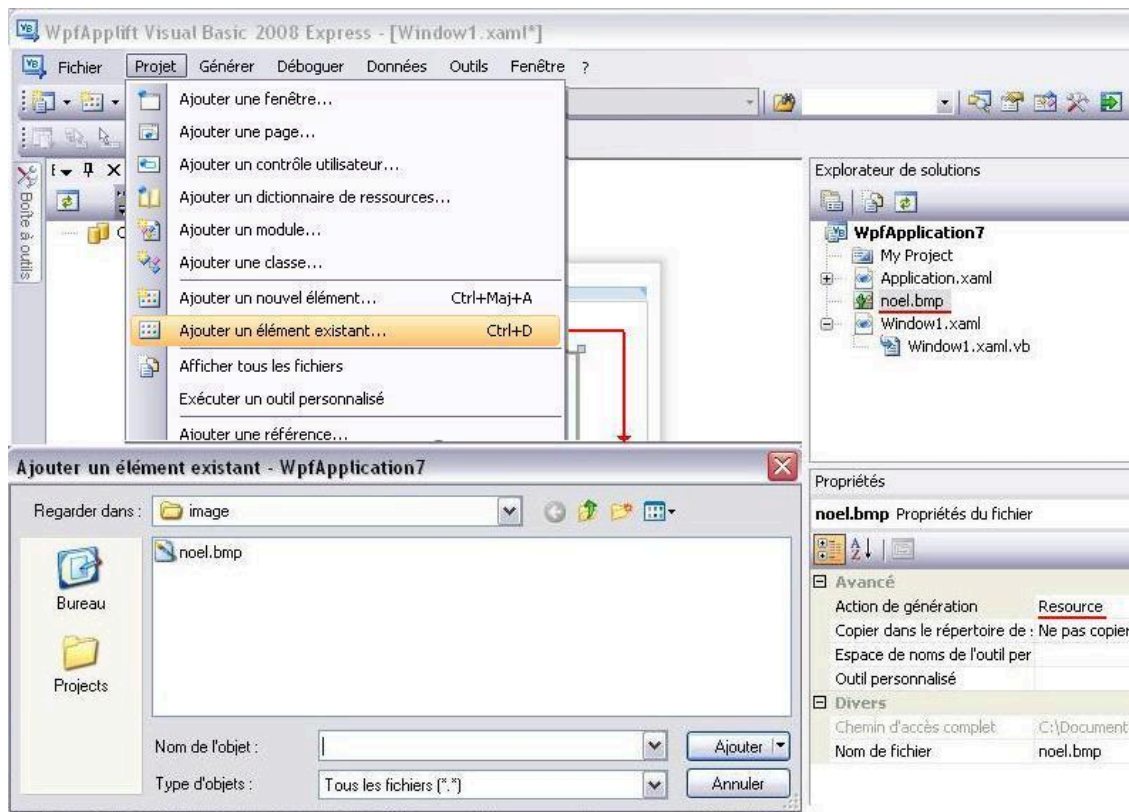 WpfApplift Visual Basic 2008 Express - [Window1.xaml*]
Fichier Projet Générer Déboguer Données Outils Fenêtre ?
Ajouter une fenêtre...
Ajouter une page...
Ajouter un contrôle utilisateur...
Ajouter un dictionnaire de ressources...
Ajouter un module...
Ajouter une classe...
Ajouter un nouvel élément... Ctrl+Maj+A
Ajouter un élément existant... Ctrl+D
Afficher tous les fichiers
Exécuter un outil personnalisé
Ajouter une référence...
Boîte à outils
Explorateur de solutions
WpfApplication7
My Project
Application.xaml
noel.bmp
Window1.xaml
Window1.xaml.vb
Ajouter un élément existant - WpfApplication7
Regarder dans : image
noel.bmp
Bureau
Projects
Nom de l'objet : Ajouter
Type d'objets : Tous les fichiers (*.*) Annuler
Propriétés
noel.bmp Propriétés du fichier
Avancé
Action de génération Resource
Copier dans le répertoire de : Ne pas copier
Espace de noms de l'outil per
Outil personnalisé
Divers
Chemin d'accès complet C:\Document
Nom de fichier noel.bmp